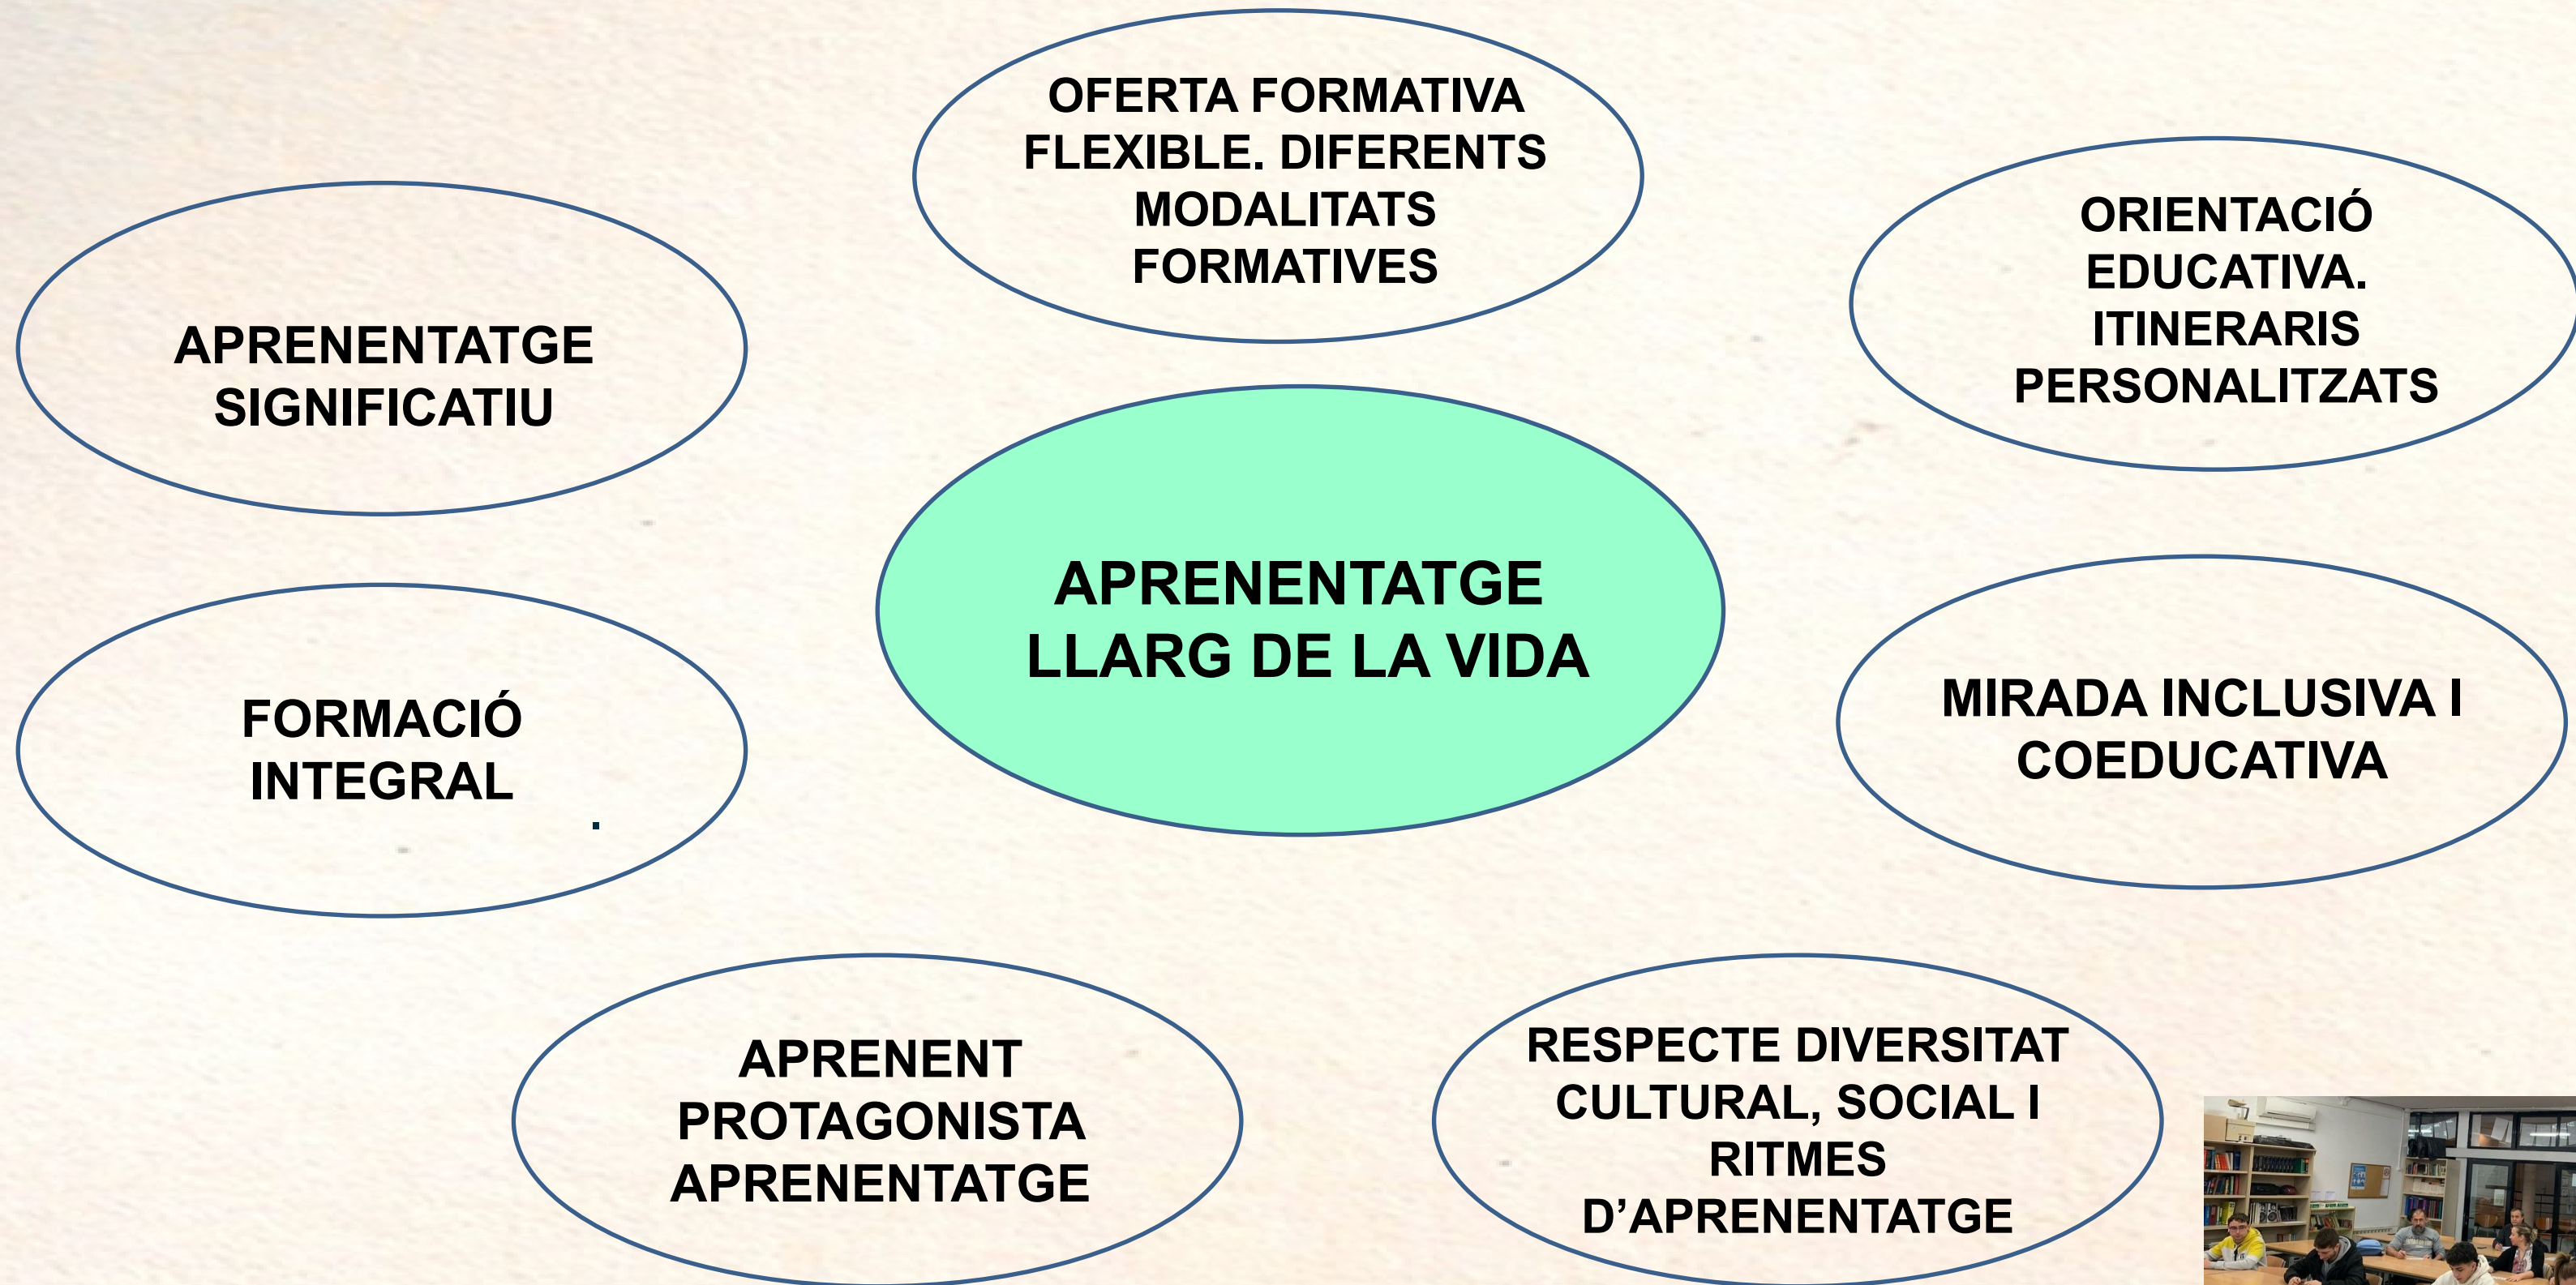 OFERTA FORMATIVA
FLEXIBLE. DIFERENTS
MODALITATS
FORMATIVES
ORIENTACIÓ
EDUCATIVA.
ITINERARIS
PERSONALITZATS
APRENENTATGE
SIGNIFICATIU
APRENENTATGE
LLARG DE LA VIDA
FORMACIÓ
INTEGRAL
.
MIRADA INCLUSIVA I
COEDUCATIVA
APRENENT
PROTAGONISTA
APRENENTATGE
RESPECTE DIVERSITAT
CULTURAL, SOCIAL I
RITMES
D’APRENENTATGE